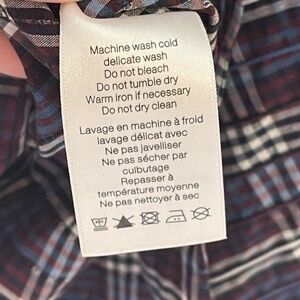 Machine wash cold
delicate wash
Do not bleach
Do not tumble dry
Warm iron if necessary
Do not dry clean
Lavage en machine à froid
lavage délicat avec
Ne pas javelliser
Ne pas sécher par
culbutage
Repasser à
température moyenne
Ne pas nettoyer à sec